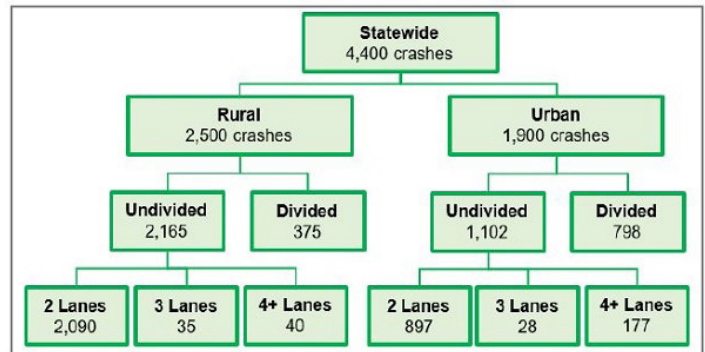 Statewide
4,400 crashes
Rural
2,500 crashes
Urban
1,900 crashes
Undivided
2,165
Divided
375
Undivided
1,102
Divided
798
2 Lanes
2,090
3 Lanes
35
4+ Lanes
40
2 Lanes
897
3 Lanes
28
4+ Lanes
177